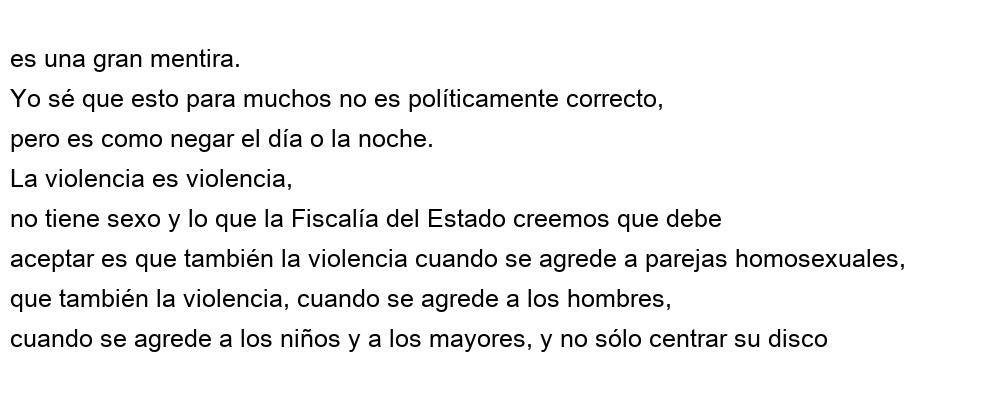 es una gran mentira.
Yo sé que esto para muchos no es políticamente correcto,
pero es como negar el día o la noche.
La violencia es violencia,
no tiene sexo y lo que la Fiscalía del Estado creemos que debe
aceptar es que también la violencia cuando se agrede a parejas homosexuales,
que también la violencia, cuando se agrede a los hombres,
cuando se agrede a los niños y a los mayores, y no sólo centrar su disco